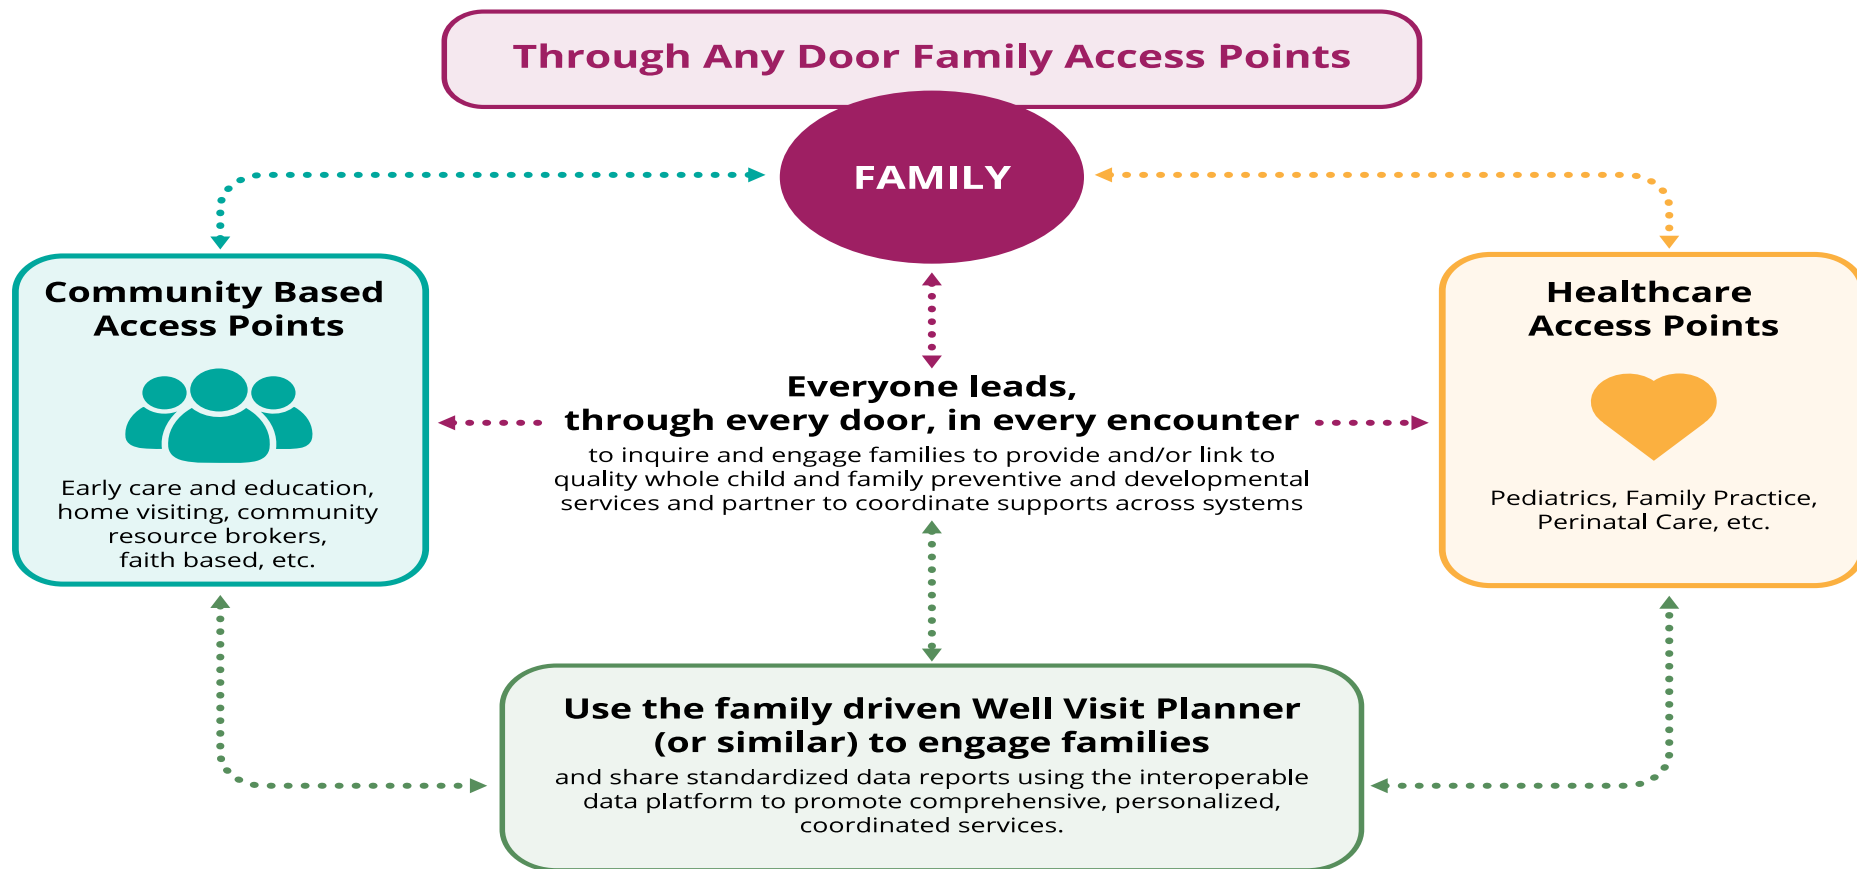 Through Any Door Family Access Points
FAMILY
Community Based
Access Points
Early care and education,
home visiting, community
resource brokers,
faith based, etc.
Everyone leads,
through every door, in every encounter
to inquire and engage families to provide and/or link to
quality whole child and family preventive and developmental
services and partner to coordinate supports across systems
Healthcare
Access Points
Pediatrics, Family Practice,
Perinatal Care, etc.
Use the family driven Well Visit Planner
(or similar) to engage families
and share standardized data reports using the interoperable
data platform to promote comprehensive, personalized,
coordinated services.